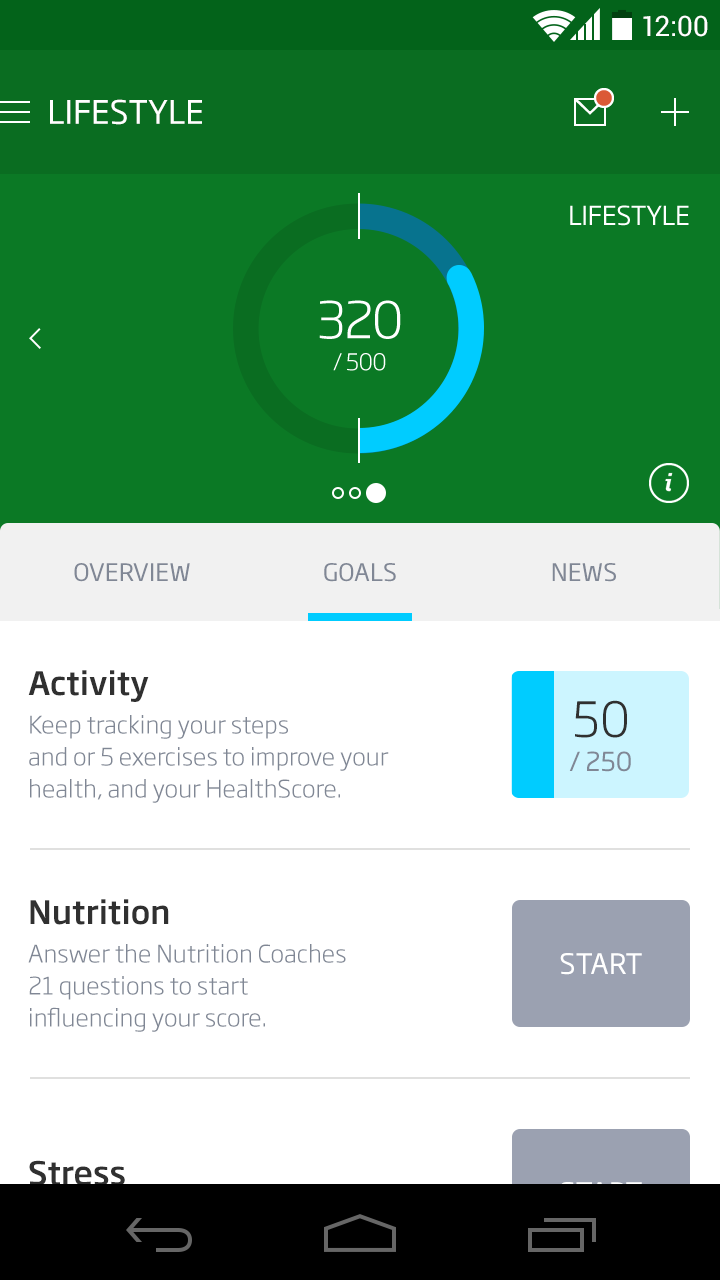 12:00
LIFESTYLE
LIFESTYLE
320
/ 500
i
OVERVIEW GOALS NEWS
Activity
Keep tracking your steps
and or 5 exercises to improve your
health, and your HealthScore.
50
/ 250
Nutrition
Answer the Nutrition Coaches
21 questions to start
influencing your score.
START
Stress
START